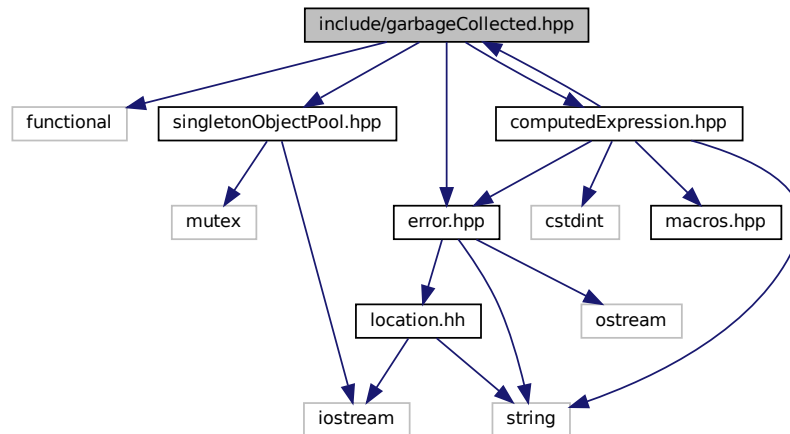 include/garbageCollected.hpp
functional
singletonObjectPool.hpp
computedExpression.hpp
mutex
error.hpp
cstdint
macros.hpp
location.hh
ostream
iostream
string